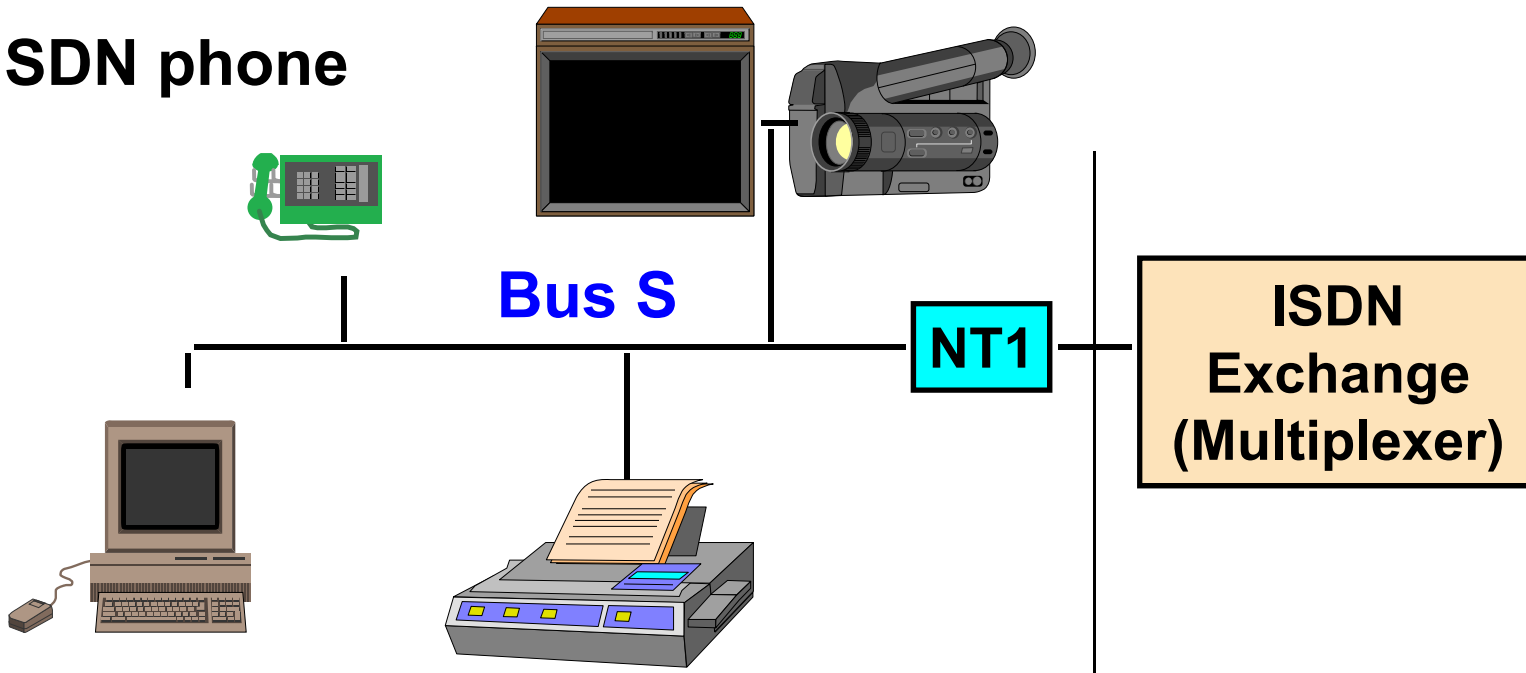 SDN phone
Bus S
NT1
ISDN
Exchange
(Multiplexer)